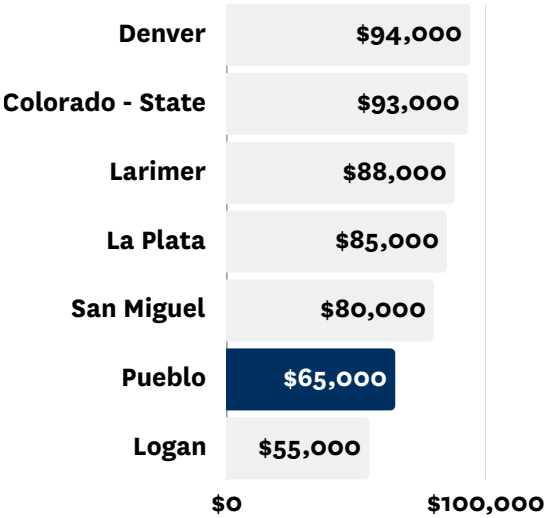 Denver $94,000
Colorado - State $93,000
Larimer $88,000
La Plata $85,000
San Miguel $80,000
Pueblo $65,000
Logan $55,000
$0 $100,000